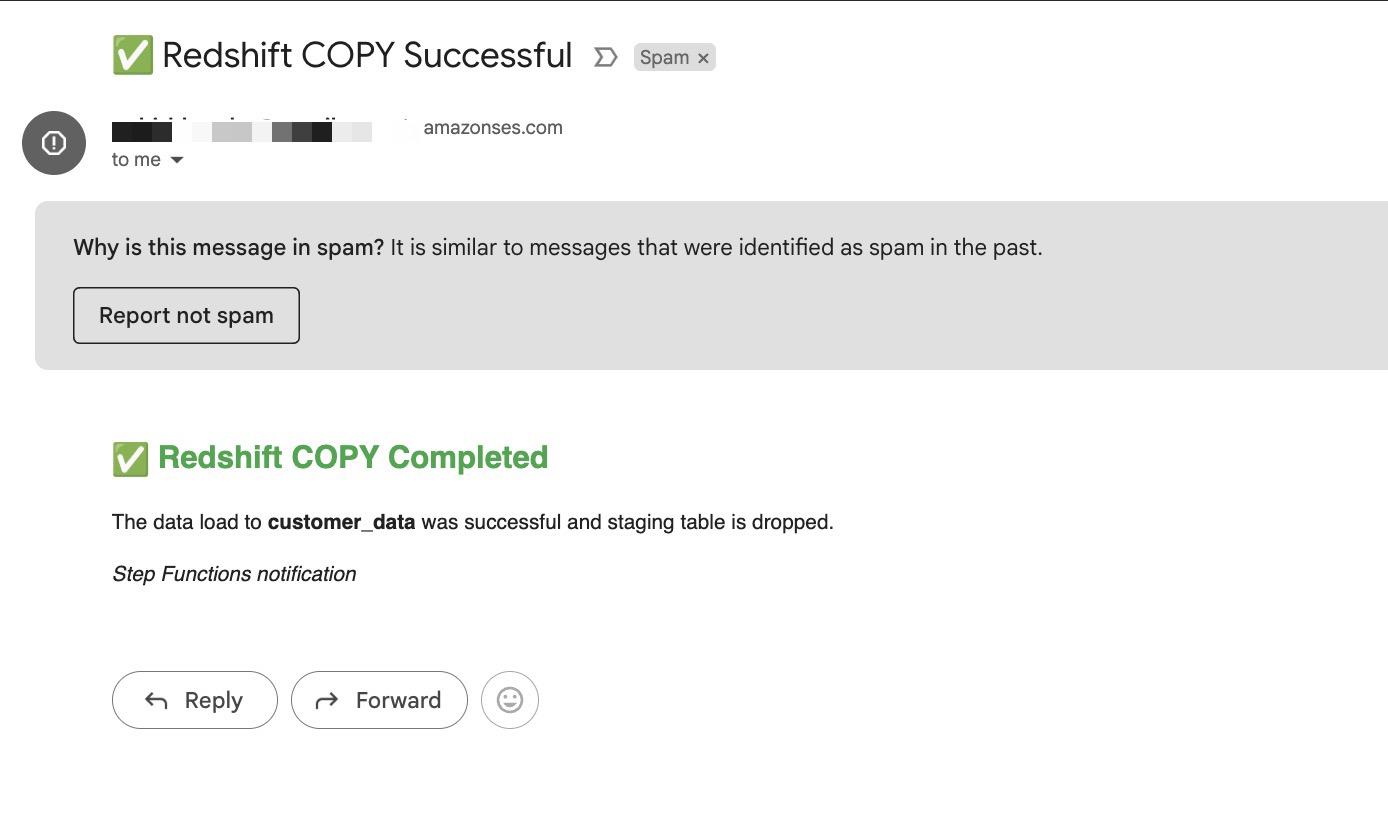 ✅ Redshift COPY Successful Spam ×
amazonses.com
to me
Why is this message in spam? It is similar to messages that were identified as spam in the past.
Report not spam
✅ Redshift COPY Completed
The data load to customer_data was successful and staging table is dropped.
Step Functions notification
Reply Forward